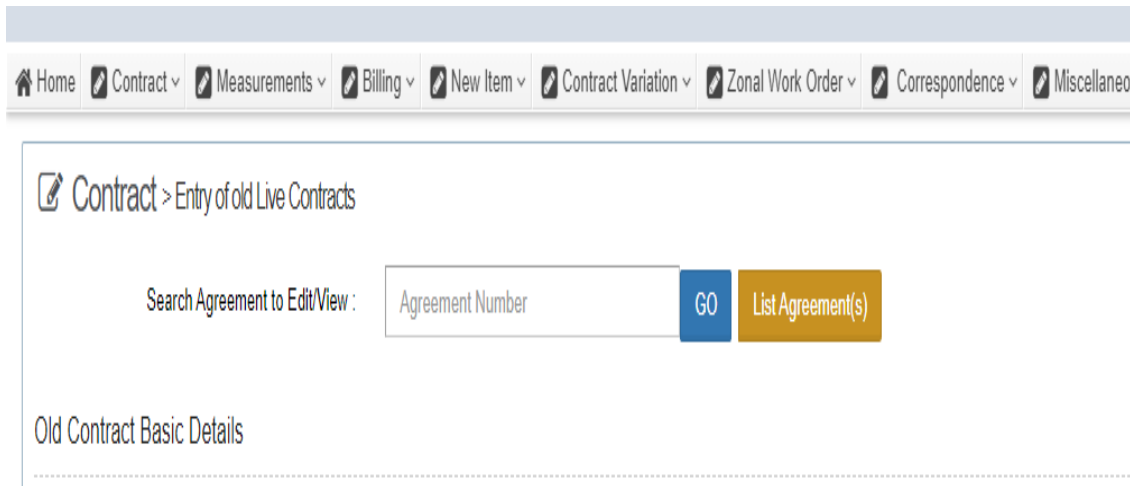 Home Contract Measurements Billing New Item Contract Variation Zonal Work Order Correspondence Miscellaneo
Contract > Entry of old Live Contracts
Search Agreement to Edit/View : Agreement Number GO List Agreement(s)
Old Contract Basic Details